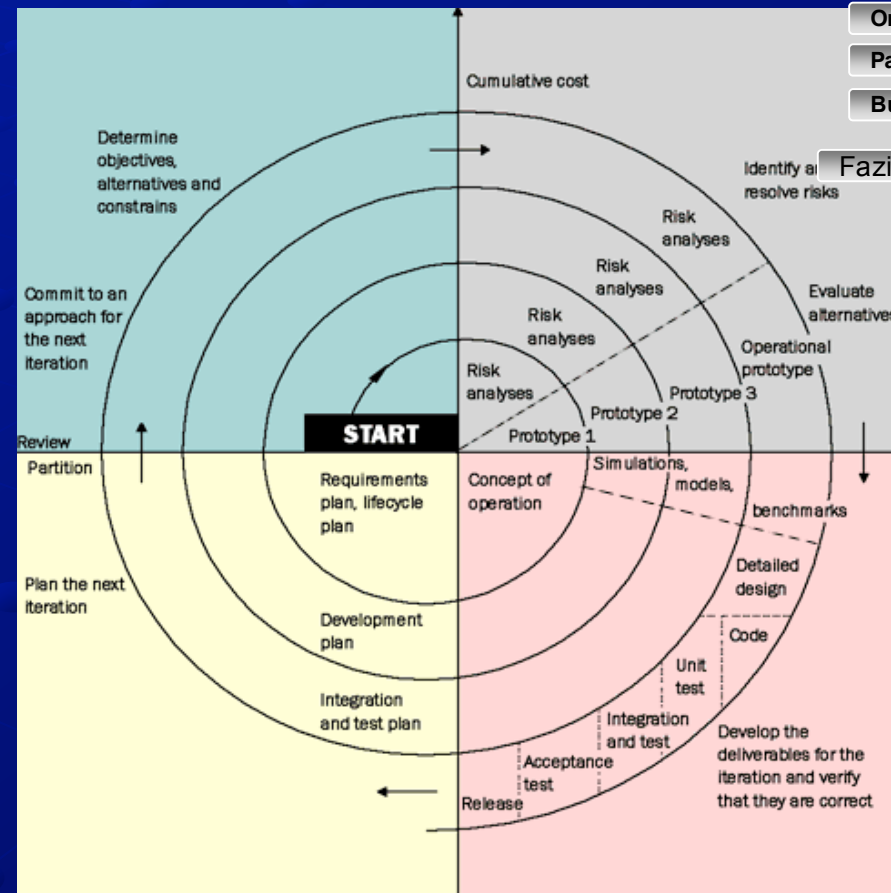 Cumulative cost
Determine
objectives,
alternatives and
constrains
Identify a
resolve risks
Risk
analyses
Risk
analyses
Risk
analyses
Risk
analyses
Commit to an
approach for
the next
iteration
Evaluate
alternatives
Operational
prototype
Prototype 3
Prototype 2
Prototype 1
START
Review
Partition
Requirements
plan, lifecycle
plan
Concept of
operation
Simulations,
models,
benchmarks
Plan the next
iteration
Detailed
design
Code
Development
plan
Unit
test
Integration
and test plan
Integration
and test
Acceptance
test
Release
Develop the
deliverables for the
iteration and verify
that they are correct